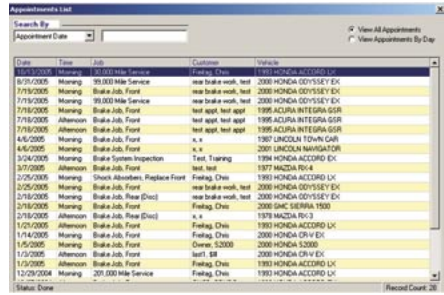 Appointments List
Search By
Appointment Date
View All Appointments
View Appointments By Day
Date Time Job Customer Vehicle
10/13/2005 Morning 30,000 Mile Service Freitag, Chris 1993 HONDA ACCORD LX
8/31/2005 Morning 99,000 Mile Service rear brake work, test 2000 HONDA ODYSSEY EX
7/19/2005 Morning Brake Job, Front rear brake work, test 2000 HONDA ODYSSEY EX
7/19/2005 Morning 99,000 Mile Service rear brake work, test 2000 HONDA ODYSSEY EX
7/18/2005 Morning Brake Job, Front test appt, test appt 1995 ACURA INTEGRA GSR
7/18/2005 Afternoon Brake Job, Front test appt, test appt 1995 ACURA INTEGRA GSR
7/18/2005 Afternoon Brake Job, Front test appt, test appt 1995 ACURA INTEGRA GSR
4/6/2005 Morning Brake Job, Front x, x 1987 LINCOLN TOWN CAR
4/6/2005 Morning Brake Job, Front x, x 2001 LINCOLN NAVIGATOR
3/24/2005 Morning Brake System Inspection Test, Training 1994 HONDA ACCORD EX
3/7/2005 Afternoon Brake Job, Front test, test 1977 MAZDA RX-4
2/25/2005 Morning Shock Absorbers, Replace Front Freitag, Chris 1993 HONDA ACCORD LX
2/25/2005 Morning Brake Job, Front rear brake work, test 2000 HONDA ODYSSEY EX
2/18/2005 Morning Brake Job, Rear (Disc) rear brake work, test 2000 HONDA ODYSSEY EX
2/18/2005 Morning Brake Job, Front Freitag, Chris 2000 GMC SIERRA 1500
2/1/2005 Afternoon Brake Job, Rear (Disc) x, x 1978 MAZDA RX-3
1/21/2005 Afternoon Brake Job, Front Freitag, Chris 1993 HONDA ACCORD LX
1/14/2005 Morning Brake Job, Front Freitag, Chris 2000 HONDA CR-V EX
1/5/2005 Morning Brake Job, Front Owner, S2000 2000 HONDA S2000
1/3/2005 Afternoon Brake Job, Front 2000 HONDA CR-V EX
1/3/2005 Afternoon Brake Job, Front Freitag, Chris 1993 HONDA ACCORD LX
12/29/2004 Morning 201,000 Mile Service Freitag, Chris 1993 HONDA ACCORD LX
Status: Done Record Count: 28